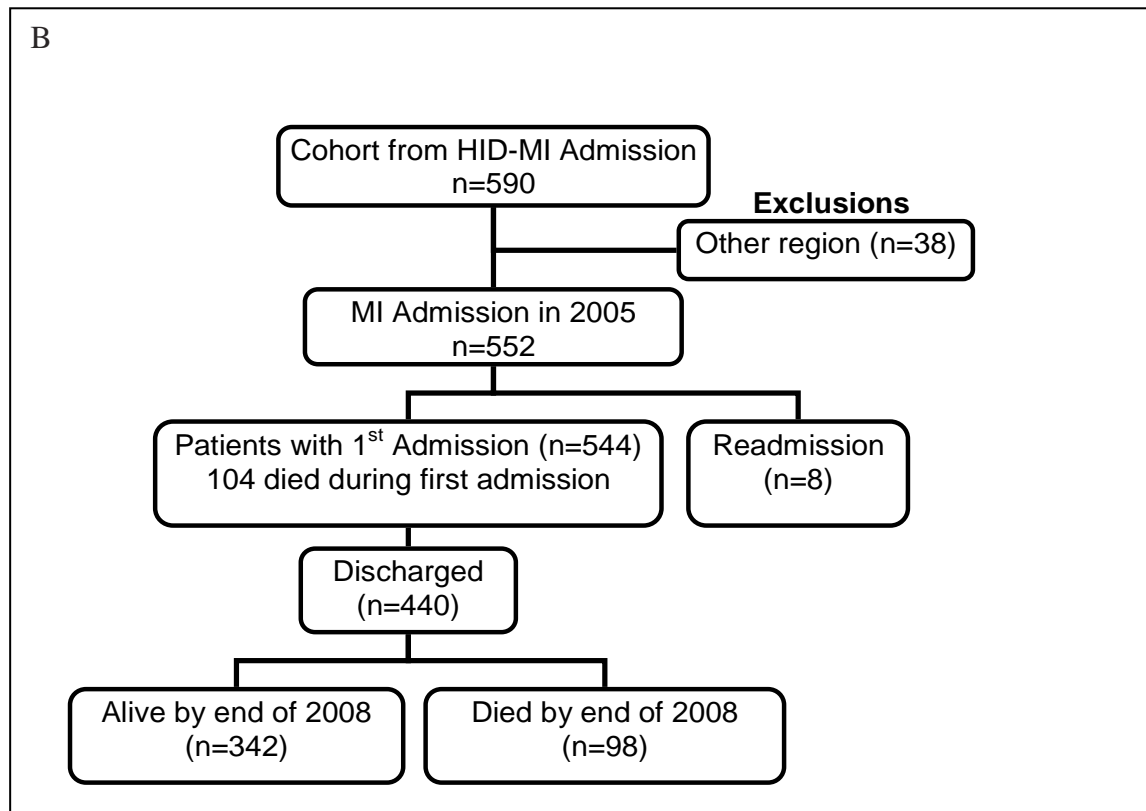 B
Cohort from HID-MI Admission
n=590
Exclusions
Other region (n=38)
MI Admission in 2005
n=552
Patients with 1st Admission (n=544)
104 died during first admission
Readmission
(n=8)
Discharged
(n=440)
Alive by end of 2008
(n=342)
Died by end of 2008
(n=98)